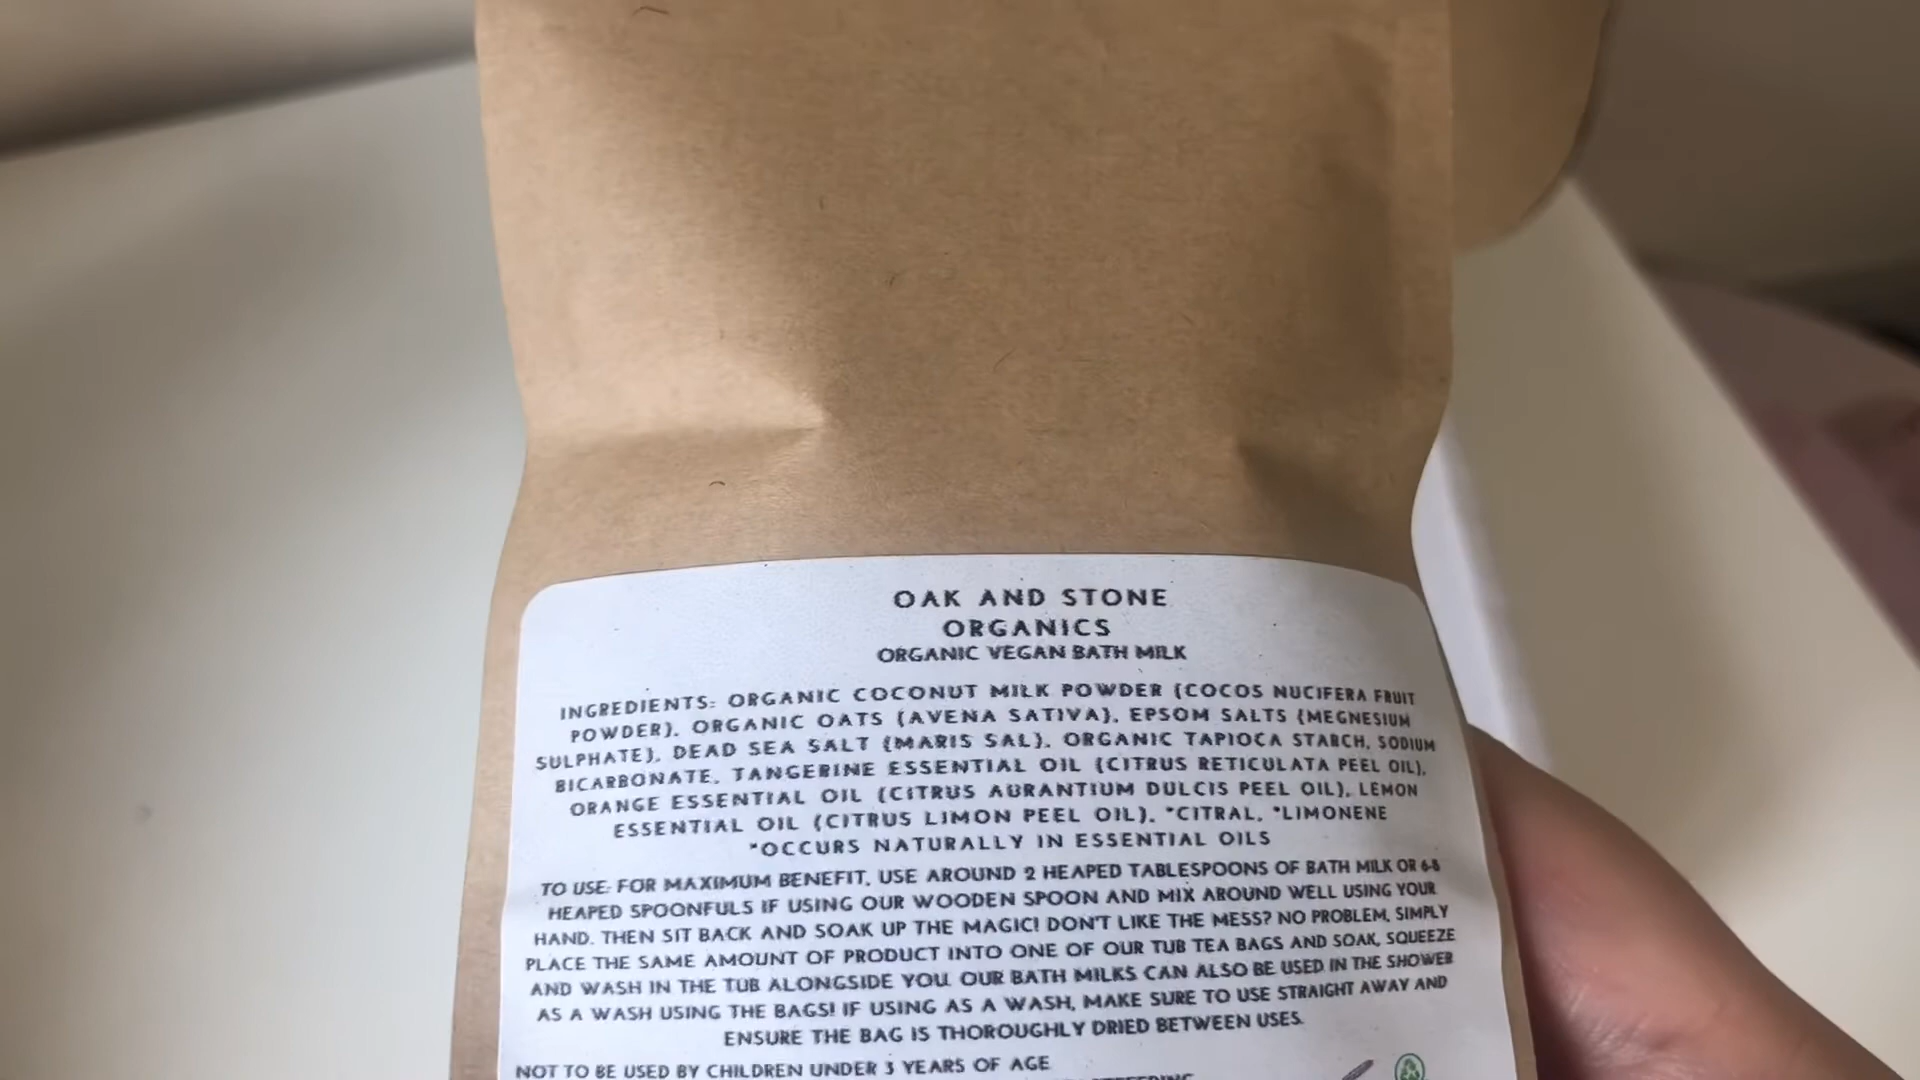 OAK AND STONE
ORGANICS
ORGANIC VEGAN BATH MILK
INGREDIENTS: ORGANIC COCONUT MILK POWDER (COCOS NUCIFERA FRUIT
POWDER), ORGANIC OATS (AVENA SATIVA), EPSOM SALTS (MEGNESIUM
SULPHATE), DEAD SEA SALT (MARIS SAL), ORGANIC TAPIOCA STARCH, SODIUM
BICARBONATE, TANGERINE ESSENTIAL OIL (CITRUS RETICULATA PEEL OIL),
ORANGE ESSENTIAL OIL (CITRUS AURANTIUM DULCIS PEEL OIL), LEMON
ESSENTIAL OIL (CITRUS LIMON PEEL OIL), *CITRAL, *LIMONENE
*OCCURS NATURALLY IN ESSENTIAL OILS
TO USE: FOR MAXIMUM BENEFIT, USE AROUND 2 HEAPED TABLESPOONS OF BATH MILK OR 6-8
HEAPED SPOONFULS IF USING OUR WOODEN SPOON AND MIX AROUND WELL USING YOUR
HAND. THEN SIT BACK AND SOAK UP THE MAGIC! DON'T LIKE THE MESS? NO PROBLEM, SIMPLY
PLACE THE SAME AMOUNT OF PRODUCT INTO ONE OF OUR TUB TEA BAGS AND SOAK, SQUEEZE
AND WASH IN THE TUB ALONGSIDE YOU. OUR BATH MILKS CAN ALSO BE USED IN THE SHOWER
AS A WASH USING THE BAGS! IF USING AS A WASH, MAKE SURE TO USE STRAIGHT AWAY AND
ENSURE THE BAG IS THOROUGHLY DRIED BETWEEN USES.
NOT TO BE USED BY CHILDREN UNDER 3 YEARS OF AGE